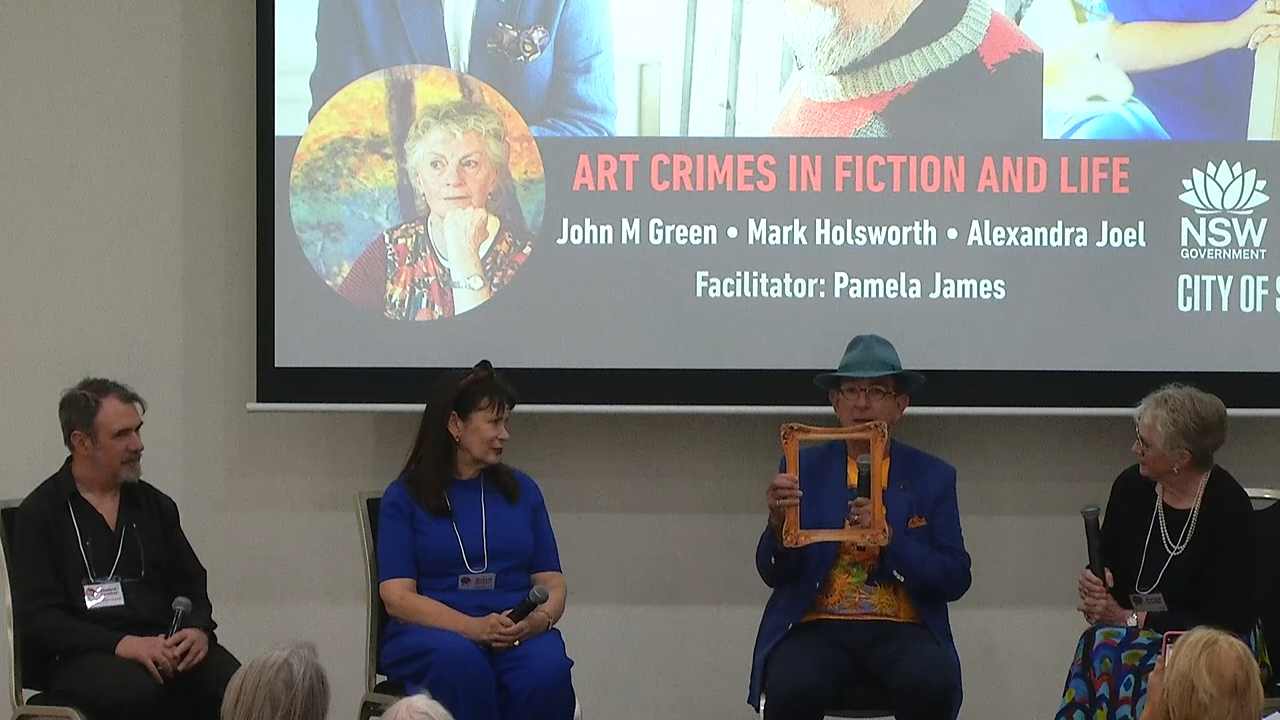 ART CRIMES IN FICTION AND LIFE
John M Green • Mark Holsworth • Alexandra Joel
Facilitator: Pamela James
NSW
GOVERNMENT
CITY OF